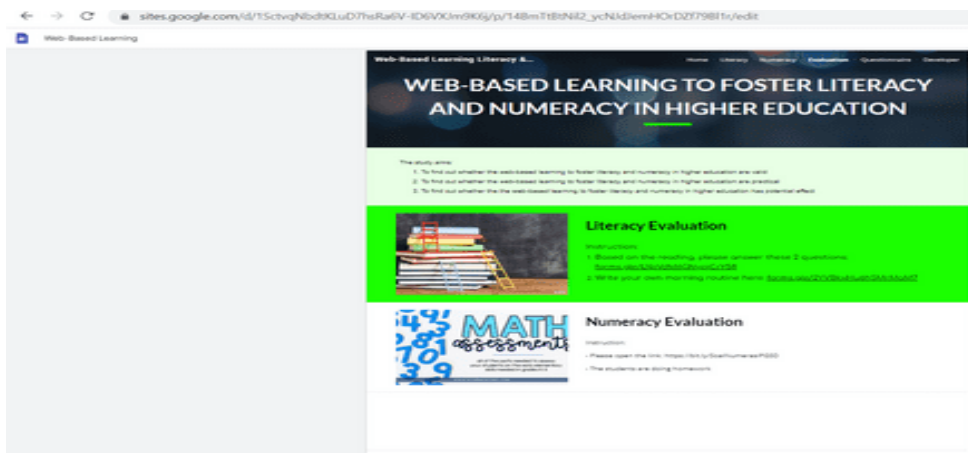 sites.google.com/d/
/edit
Web-Based Learning
Web-Based Learning Literacy &...
Home Literacy Numeracy Evaluation Questionnaire Developer
WEB-BASED LEARNING TO FOSTER LITERACY
AND NUMERACY IN HIGHER EDUCATION
The study aims:
1. To find out whether the web-based learning to foster literacy and numeracy in higher education are valid
2. To find out whether the web-based learning to foster literacy and numeracy in higher education are practical
3. To find out whether the the web-based learning to foster literacy and numeracy in higher education has potential effect
Literacy Evaluation
Instruction:
1. Based on the reading, please answer these 2 questions:
2. Write your own morning routine here:
MATH
assessments
Numeracy Evaluation
Instruction:
- Please open the link:
- The students are doing homework